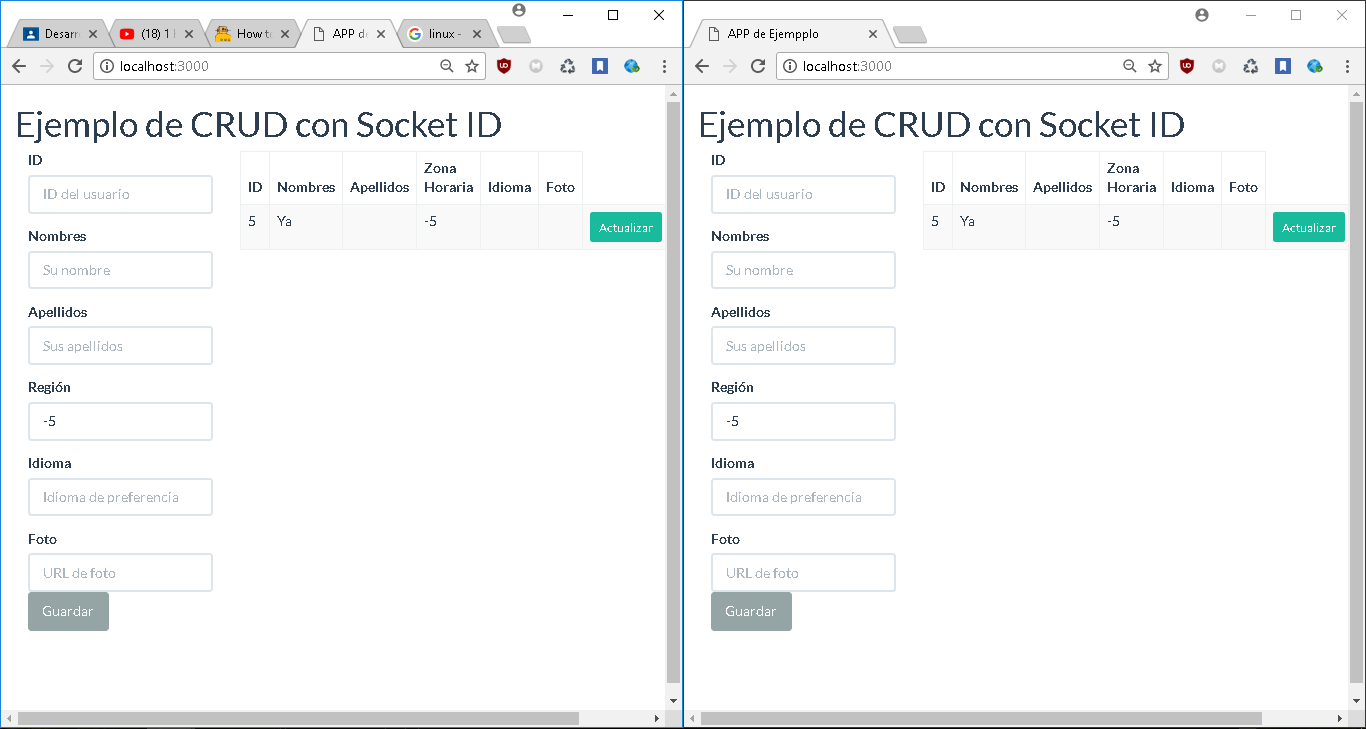 Desarr
(18) 1
How to
APP de
linux -
localhost:3000
Ejemplo de CRUD con Socket ID
ID
ID del usuario
Nombres
Su nombre
Apellidos
Sus apellidos
Región
-5
Idioma
Idioma de preferencia
Foto
URL de foto
Guardar
ID Nombres Apellidos Zona Horaria Idioma Foto
5 Ya -5 Actualizar
APP de Ejempplo
localhost:3000
Ejemplo de CRUD con Socket ID
ID
ID del usuario
Nombres
Su nombre
Apellidos
Sus apellidos
Región
-5
Idioma
Idioma de preferencia
Foto
URL de foto
Guardar
ID Nombres Apellidos Zona Horaria Idioma Foto
5 Ya -5 Actualizar